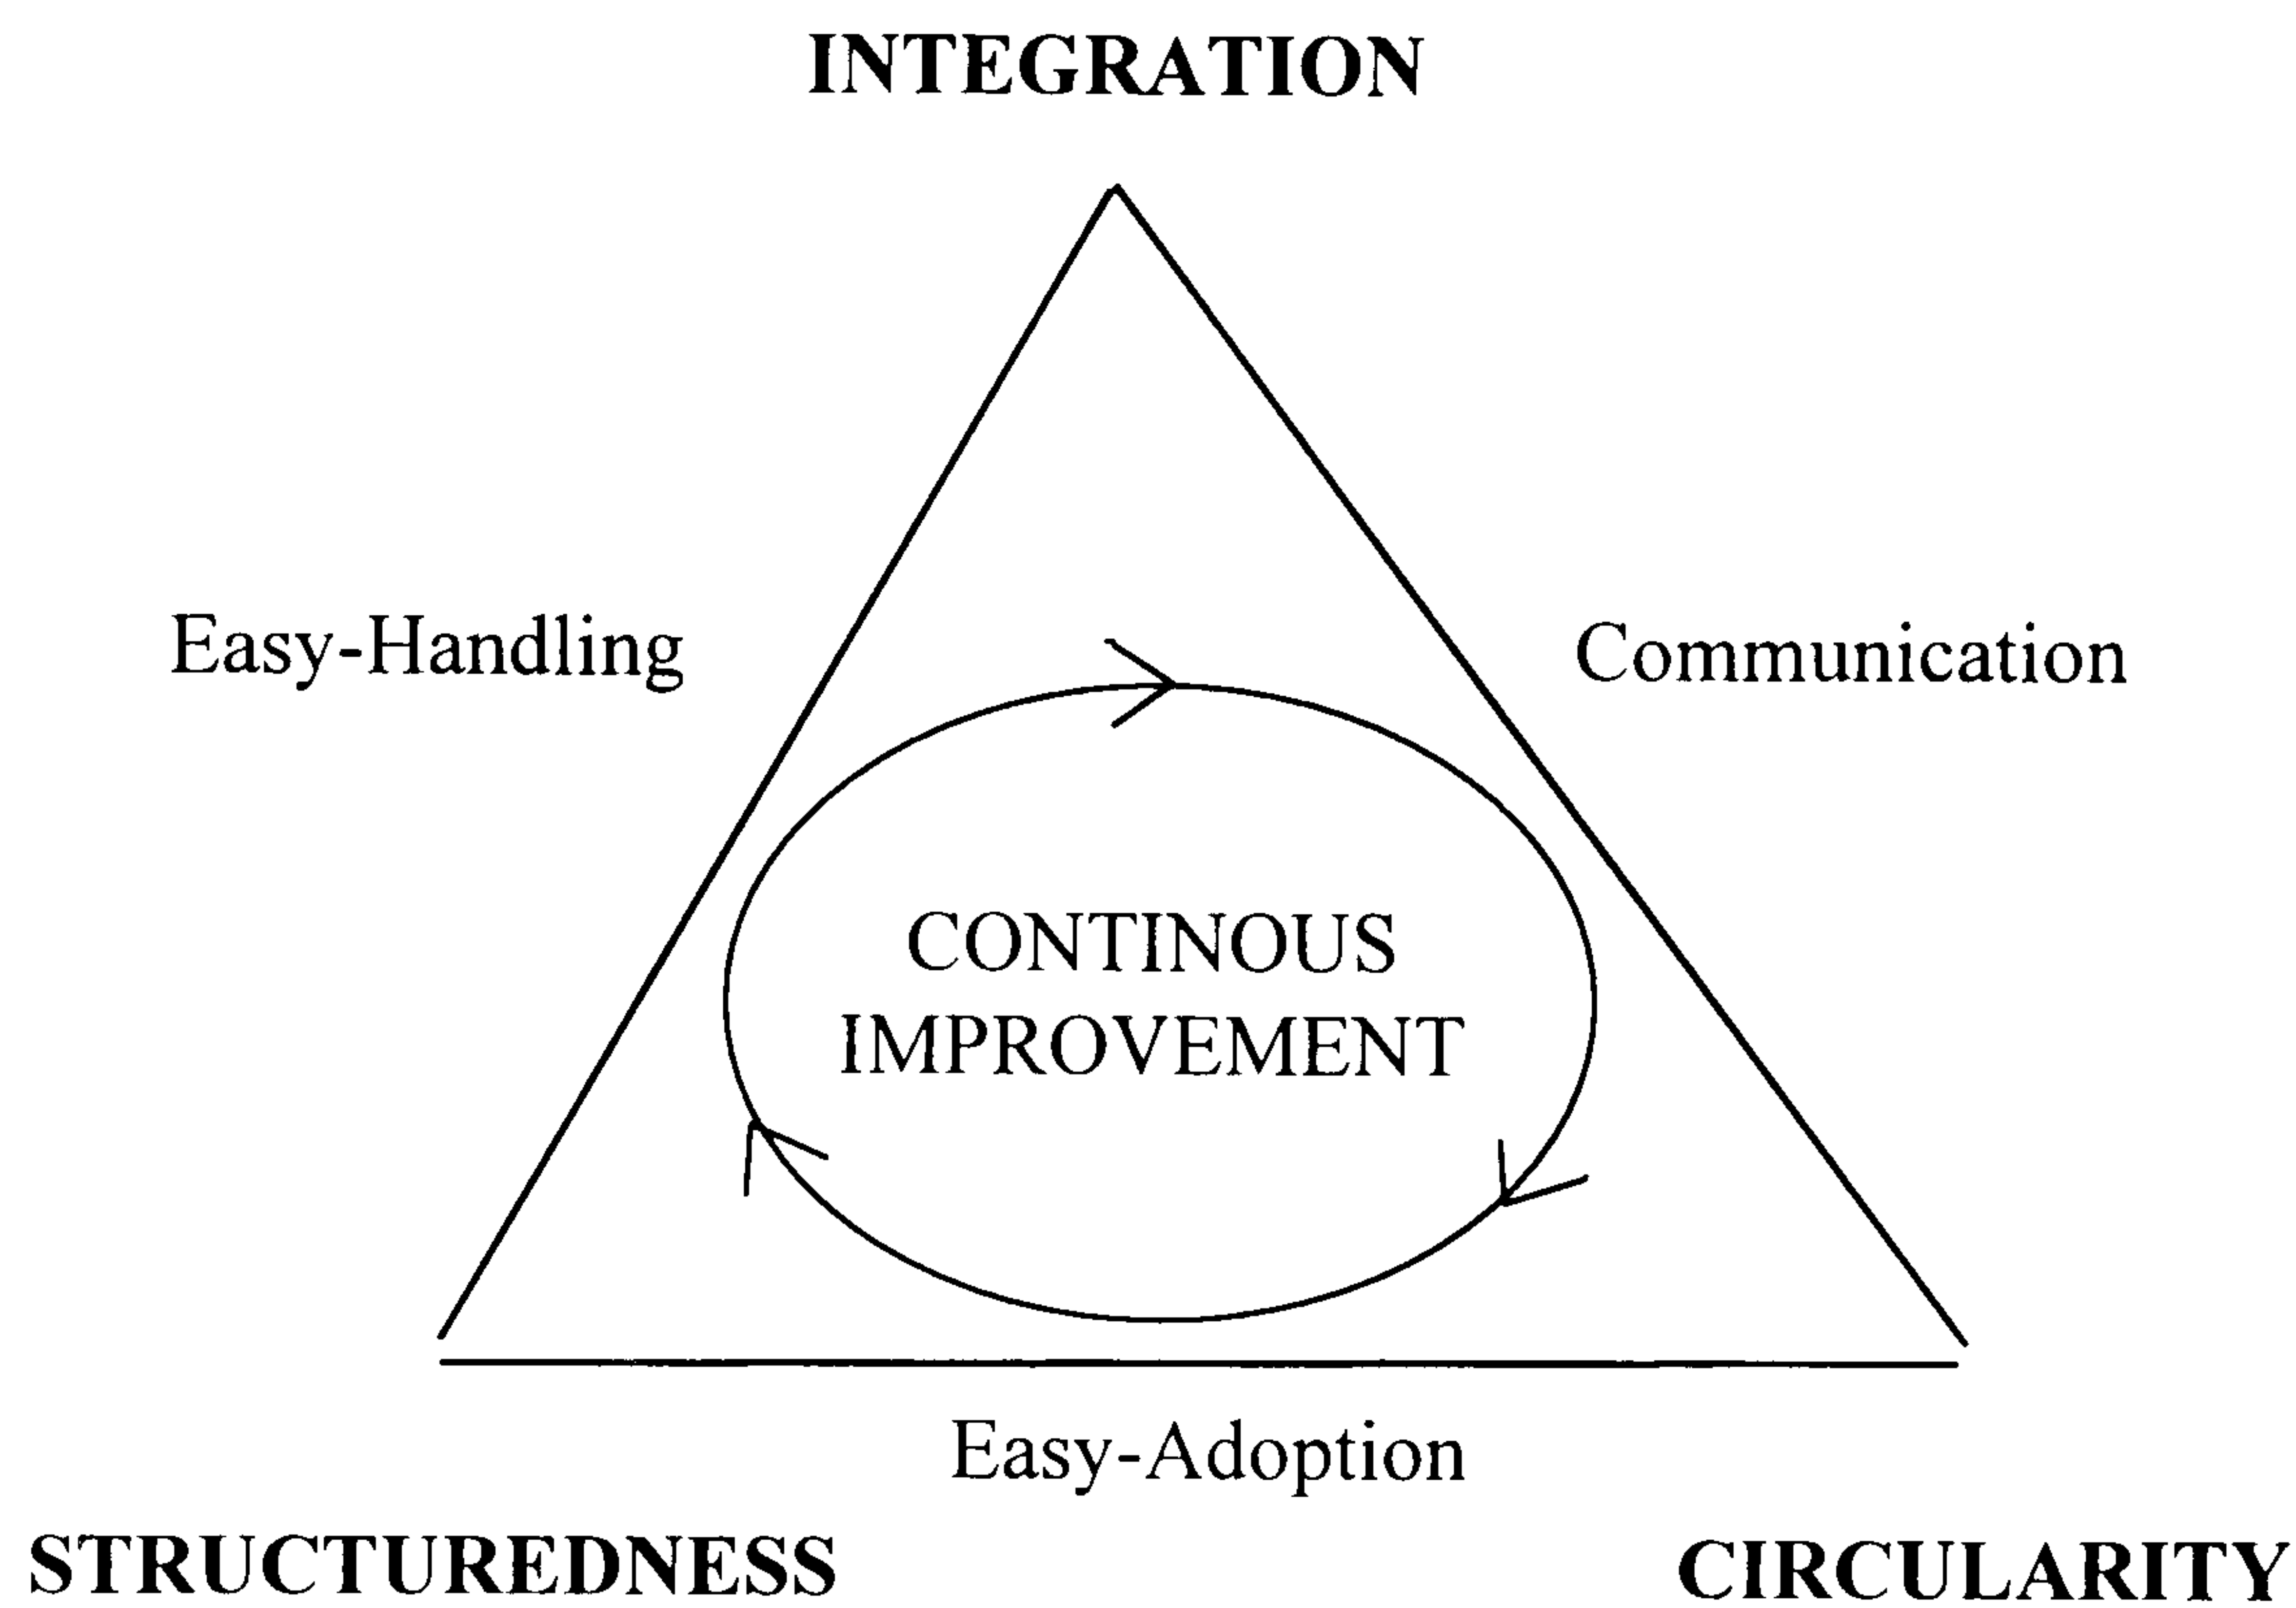 INTEGRATION
Easy-Handling
Communication
CONTINOUS
IMPROVEMENT
Easy-Adoption
STRUCTUREDNESS
CIRCULARITY